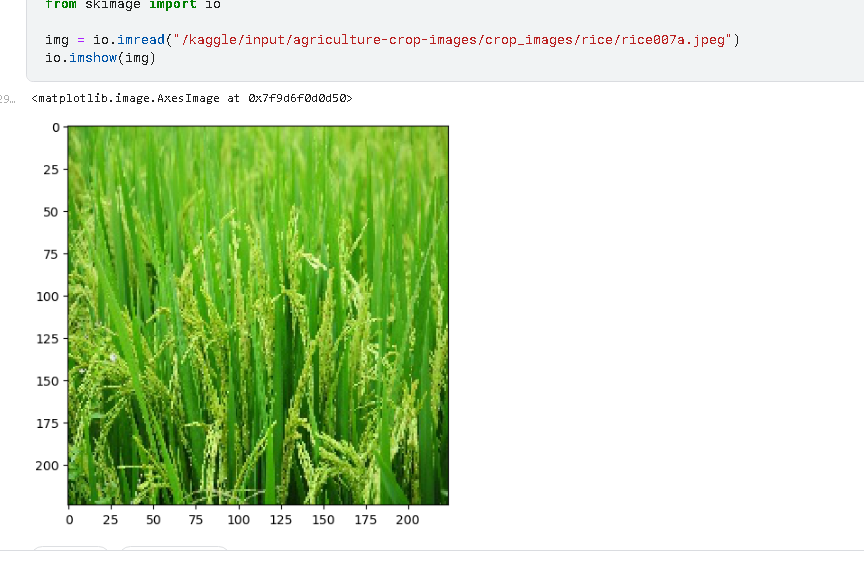 from skimage import io
img = io.imread("/kaggle/input/agriculture-crop-images/crop_images/rice/rice007a.jpeg")
io.imshow(img)
29…
<matplotlib.image.AxesImage at 0x7f9d6f0d0d50>
0
25
50
75
100
125
150
175
200
0 25 50 75 100 125 150 175 200